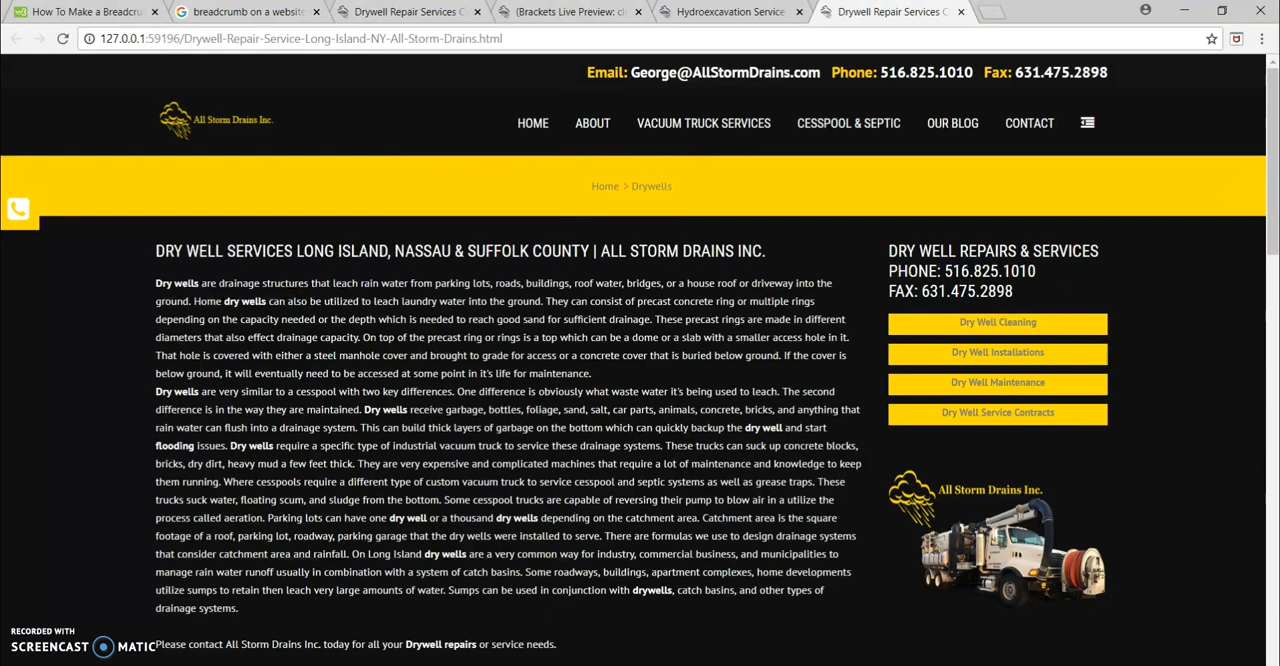 How To Make a Breadcru
breadcrumb on a website
Drywell Repair Services C
(Brackets Live Preview: cl
Hydroexcavation Service
Drywell Repair Services C
127.0.0.1:59196/Drywell-Repair-Service-Long-Island-NY-All-Storm-Drains.html
Email: George@AllStormDrains.com Phone: 516.825.1010 Fax: 631.475.2898
All Storm Drains Inc.
HOME ABOUT VACUUM TRUCK SERVICES CESSPOOL & SEPTIC OUR BLOG CONTACT
Home > Drywells
DRY WELL SERVICES LONG ISLAND, NASSAU & SUFFOLK COUNTY | ALL STORM DRAINS INC.
Dry wells are drainage structures that leach rain water from parking lots, roads, buildings, roof water, bridges, or a house roof or driveway into the
ground. Home dry wells can also be utilized to leach laundry water into the ground. They can consist of precast concrete ring or multiple rings
depending on the capacity needed or the depth which is needed to reach good sand for sufficient drainage. These precast rings are made in different
diameters that also effect drainage capacity. On top of the precast ring or rings is a top which can be a dome or a slab with a smaller access hole in it.
That hole is covered with either a steel manhole cover and brought to grade for access or a concrete cover that is buried below ground. If the cover is
below ground, it will eventually need to be accessed at some point in it's life for maintenance.
Dry wells are very similar to a cesspool with two key differences. One difference is obviously what waste water it's being used to leach. The second
difference is in the way they are maintained. Dry wells receive garbage, bottles, foliage, sand, salt, car parts, animals, concrete, bricks, and anything that
rain water can flush into a drainage system. This can build thick layers of garbage on the bottom which can quickly backup the dry well and start
flooding issues. Dry wells require a specific type of industrial vacuum truck to service these drainage systems. These trucks can suck up concrete blocks,
bricks, dry dirt, heavy mud a few feet thick. They are very expensive and complicated machines that require a lot of maintenance and knowledge to keep
them running. Where cesspools require a different type of custom vacuum truck to service cesspool and septic systems as well as grease traps. These
trucks suck water, floating scum, and sludge from the bottom. Some cesspool trucks are capable of reversing their pump to blow air in a utilize the
process called aeration. Parking lots can have one dry well or a thousand dry wells depending on the catchment area. Catchment area is the square
footage of a roof, parking lot, roadway, parking garage that the dry wells were installed to serve. There are formulas we use to design drainage systems
that consider catchment area and rainfall. On Long Island dry wells are a very common way for industry, commercial business, and municipalities to
manage rain water runoff usually in combination with a system of catch basins. Some roadways, buildings, apartment complexes, home developments
utilize sumps to retain then leach very large amounts of water. Sumps can be used in conjunction with drywells, catch basins, and other types of
drainage systems.
Please contact All Storm Drains Inc. today for all your Drywell repairs or service needs.
DRY WELL REPAIRS & SERVICES
PHONE: 516.825.1010
FAX: 631.475.2898
Dry Well Cleaning
Dry Well Installations
Dry Well Maintenance
Dry Well Service Contracts
All Storm Drains Inc.
RECORDED WITH
SCREENCAST MATIC